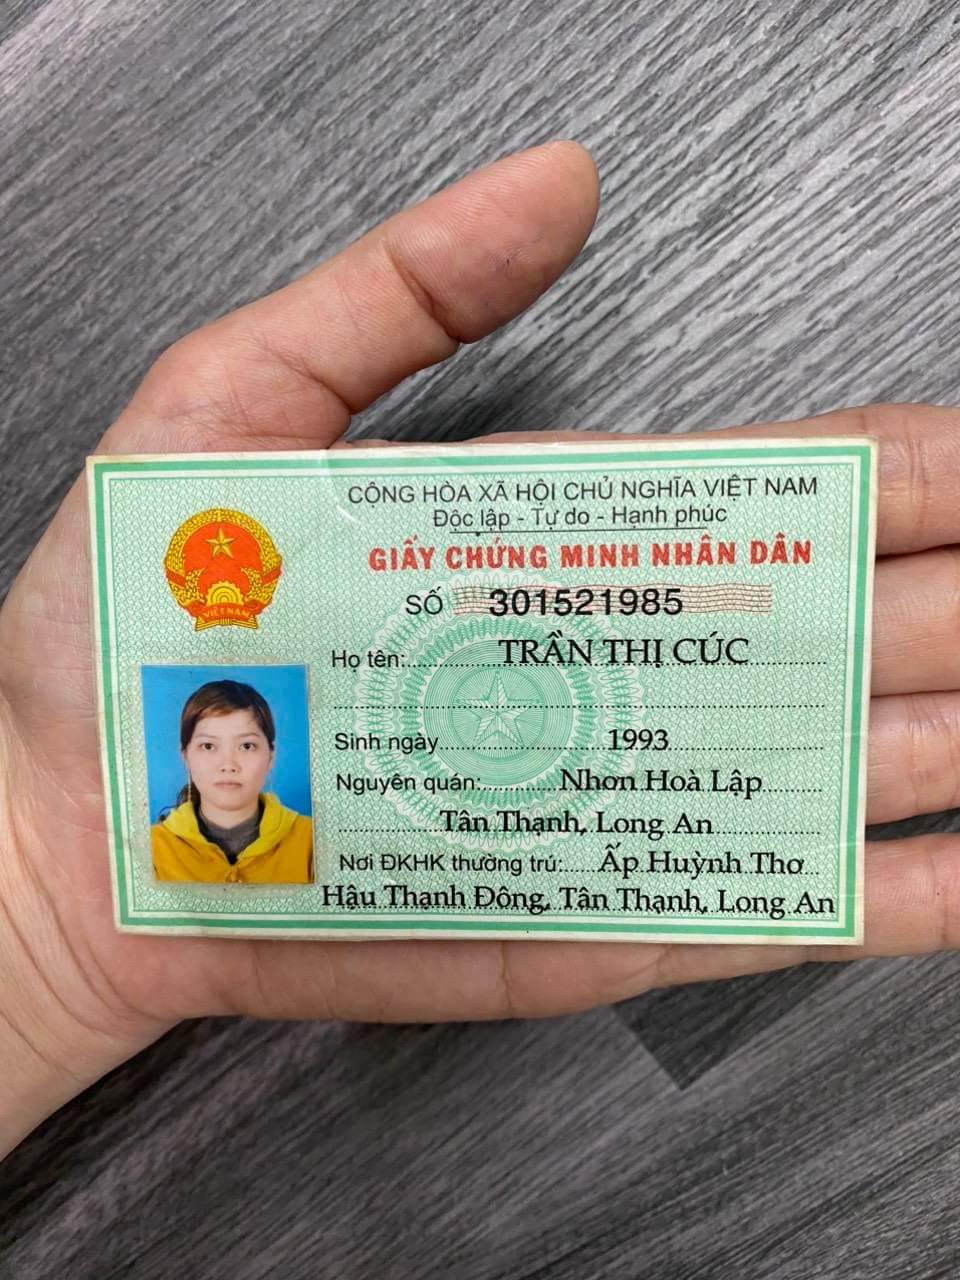 CỘNG HÒA XÃ HỘI CHỦ NGHĨA VIỆT NAM
Độc lập - Tự do - Hạnh phúc
GIẤY CHỨNG MINH NHÂN DÂN
SỐ 301521985
VIỆT NAM
Họ tên: TRẦN THỊ CÚC
Sinh ngày 1993
Nguyên quán: Nhơn Hoà Lập
Tân Thạnh, Long An
Nơi ĐKHK thường trú: Ấp Huỳnh Thơ
Hậu Thạnh Đông, Tân Thạnh, Long An